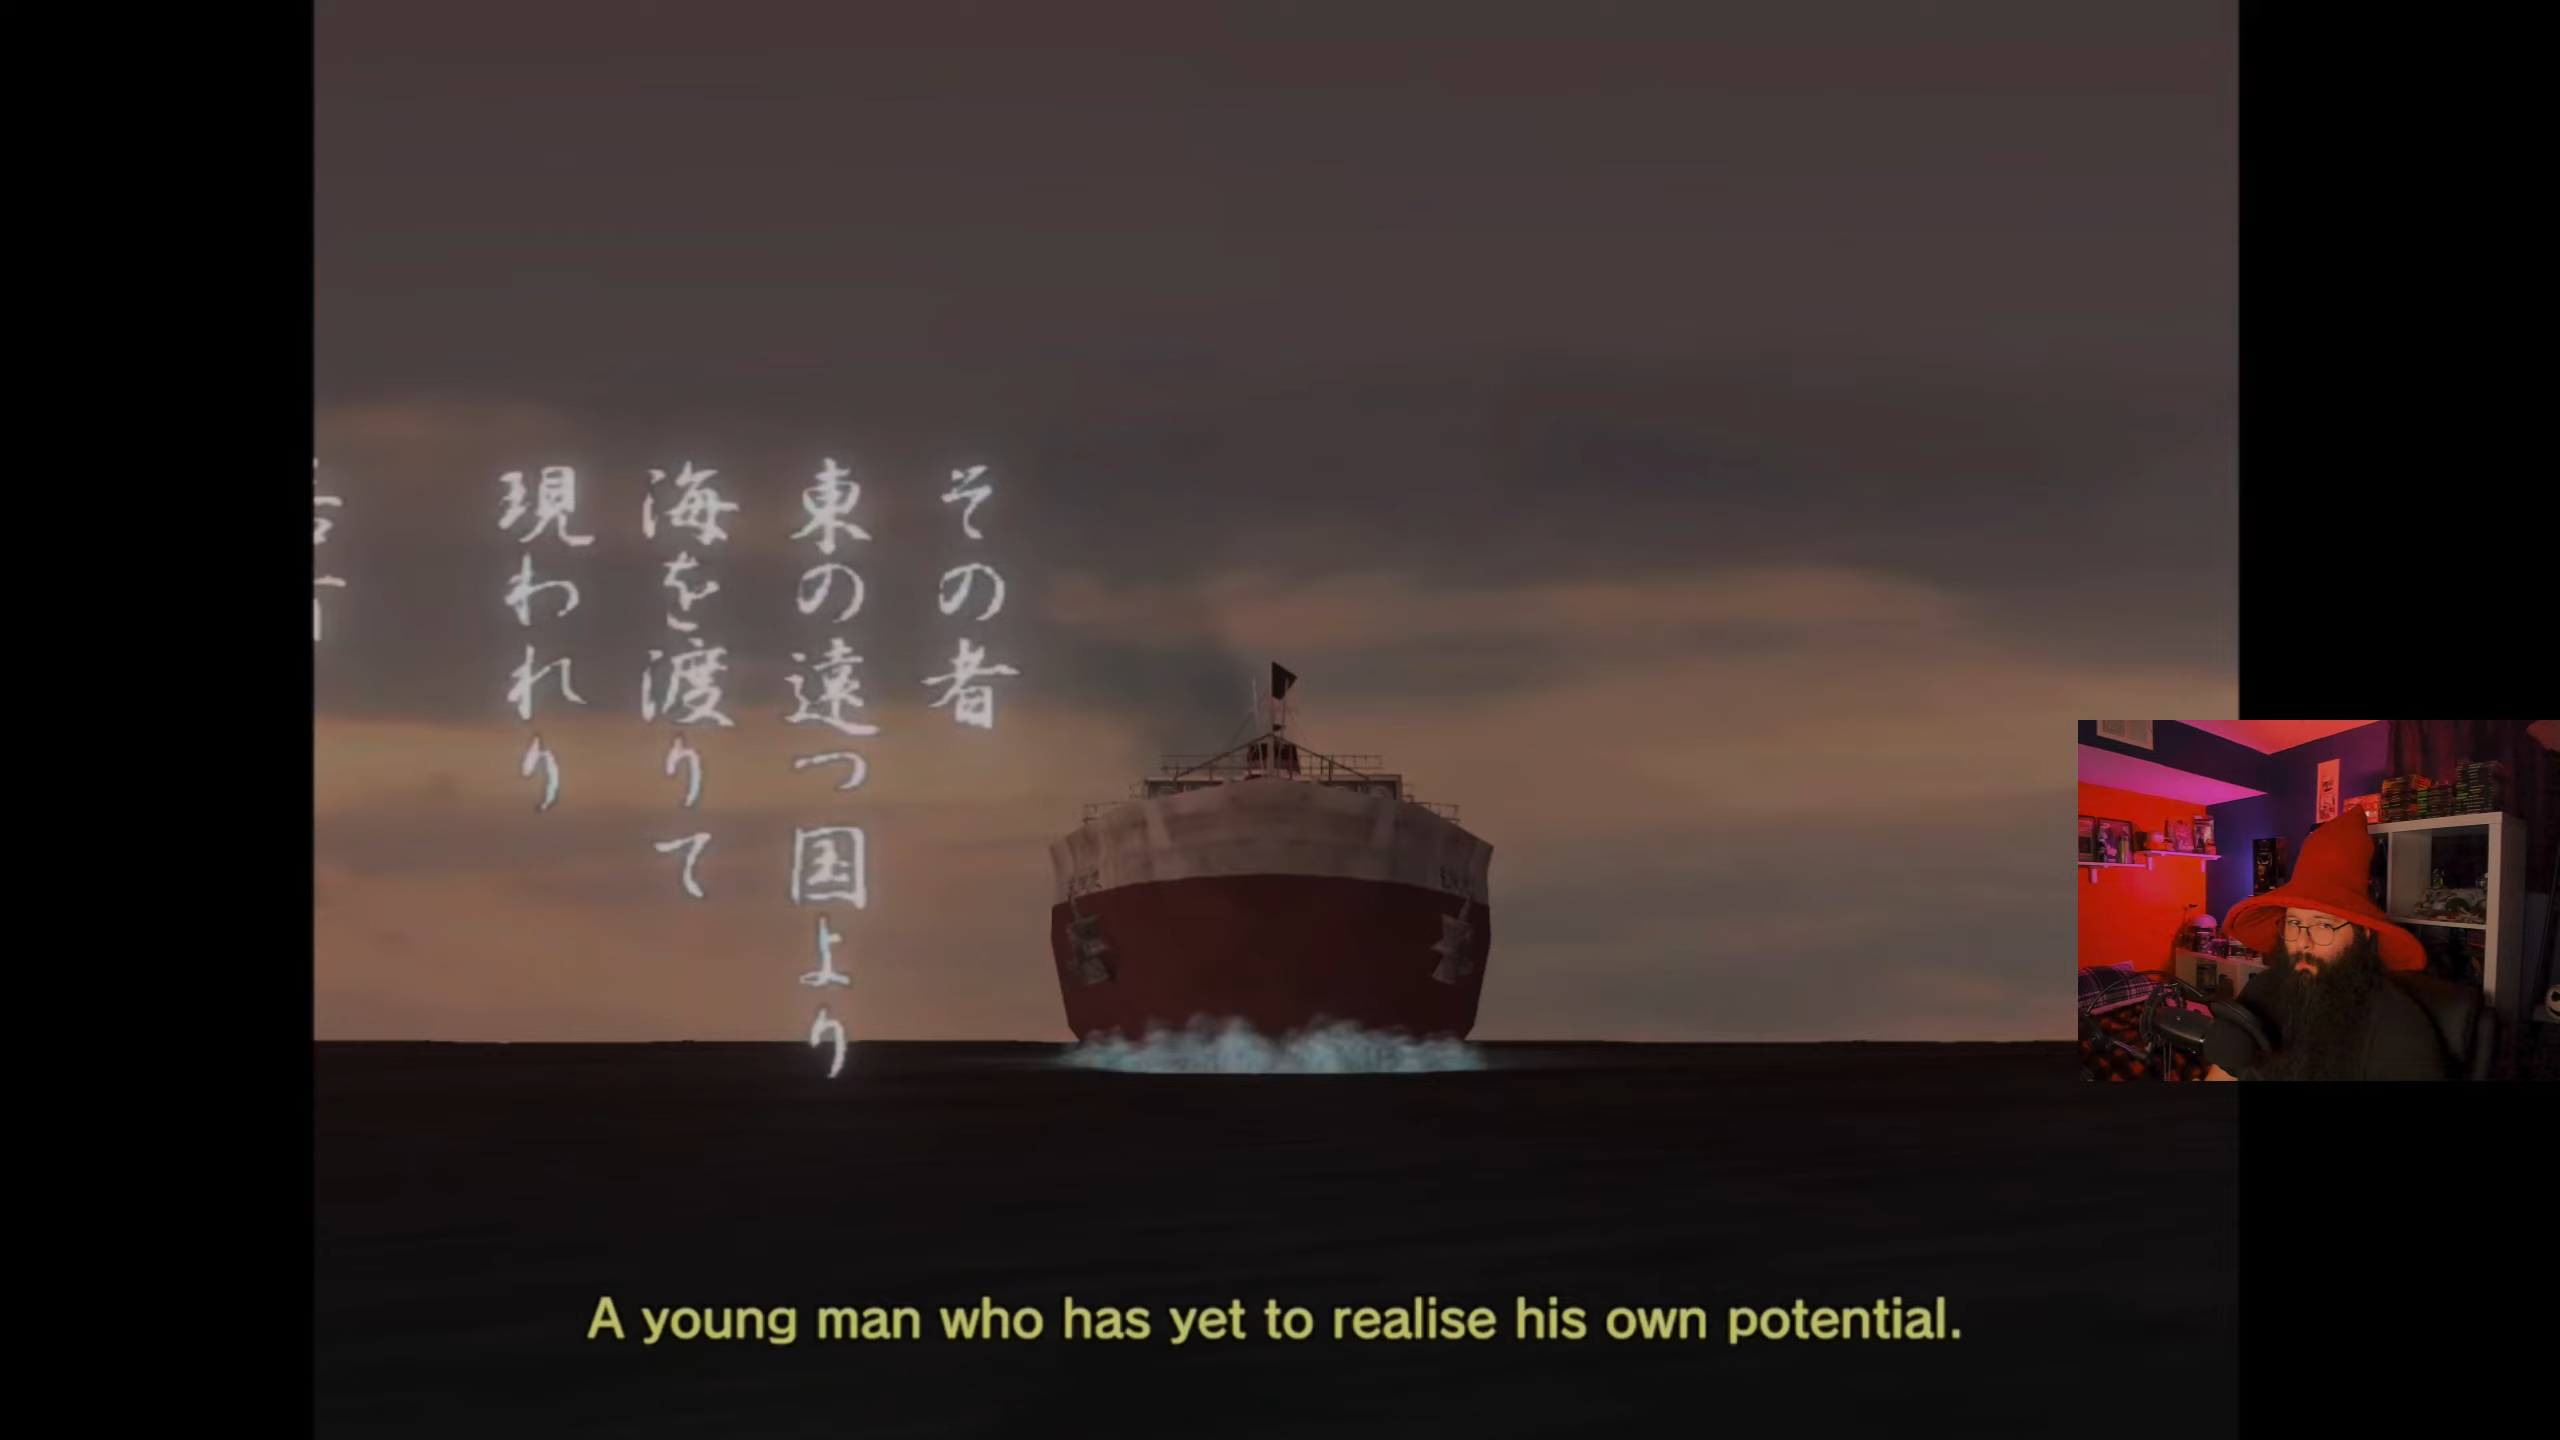 その者
東の遠つ国より
海を渡りて
現われり
A young man who has yet to realise his own potential.